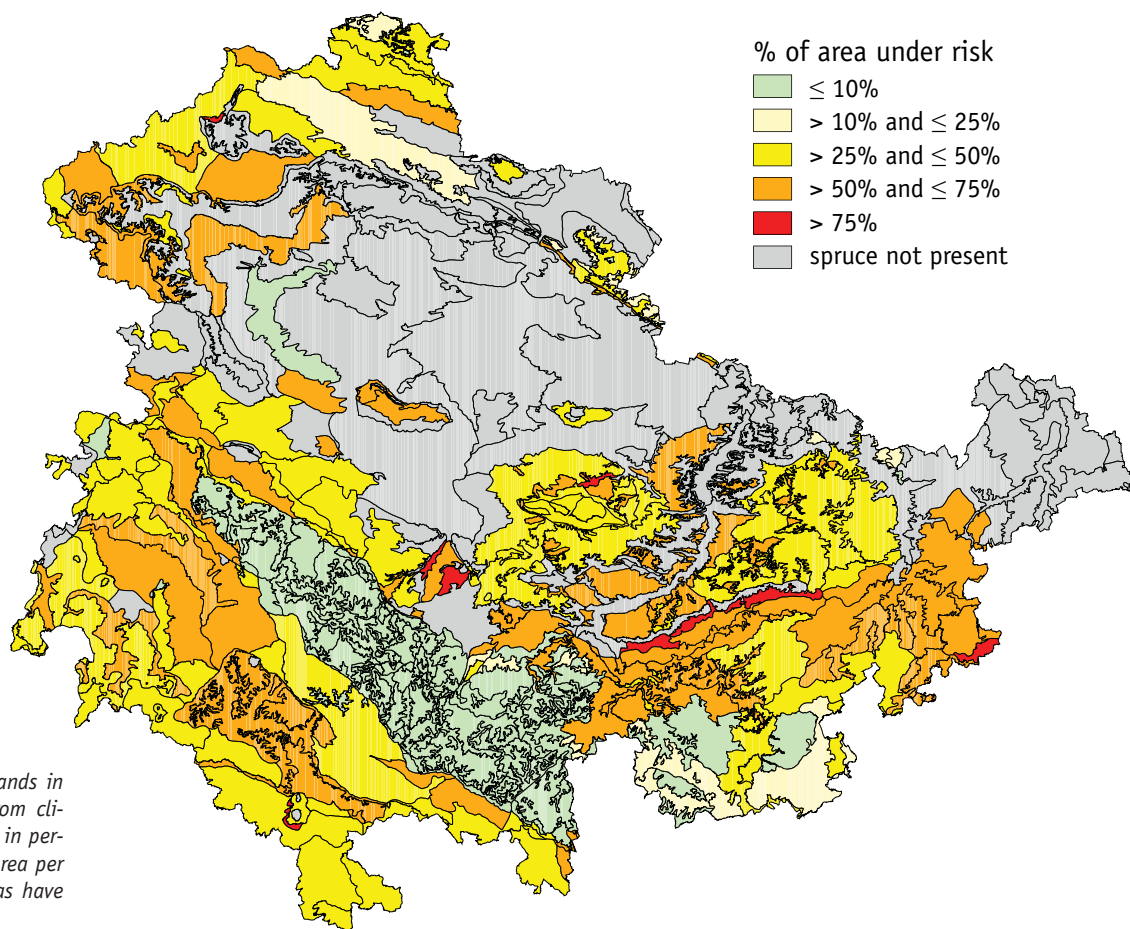 % of area under risk
≤ 10%
> 10% and ≤ 25%
> 25% and ≤ 50%
> 50% and ≤ 75%
> 75%
spruce not present
ands in
om cli-
in per-
rea per
as have